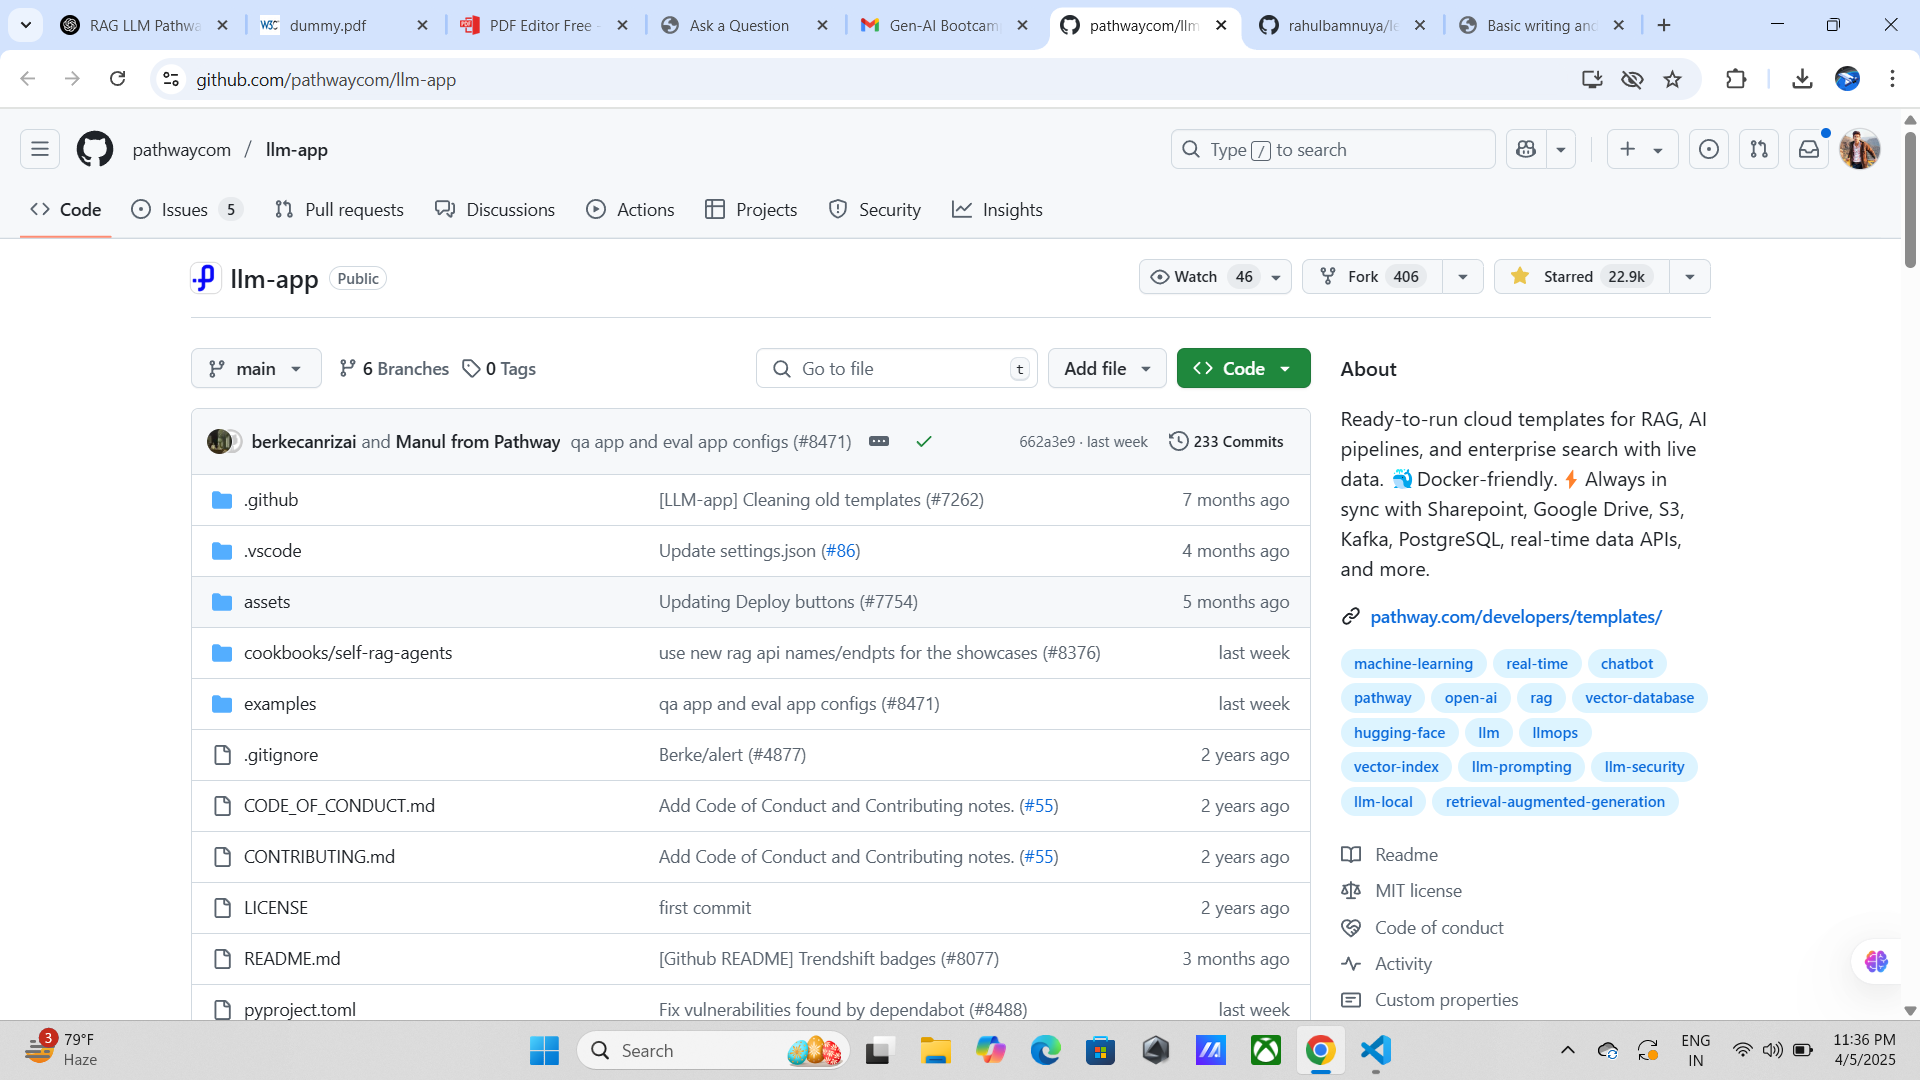 RAG LLM Pathwa
dummy.pdf
PDF Editor Free -
Ask a Question
Gen-AI Bootcam
pathwaycom/llm
rahulbamnuya/le
Basic writing and
github.com/pathwaycom/llm-app
pathwaycom / llm-app
Type / to search
Code
Issues 5
Pull requests
Discussions
Actions
Projects
Security
Insights
llm-app Public
Watch 46
Fork 406
Starred 22.9k
main
6 Branches
0 Tags
Go to file t
Add file
Code
berkecanrizai and Manul from Pathway qa app and eval app configs (#8471) 662a3e9 · last week 233 Commits
.github [LLM-app] Cleaning old templates (#7262) 7 months ago
.vscode Update settings.json (#86) 4 months ago
assets Updating Deploy buttons (#7754) 5 months ago
cookbooks/self-rag-agents use new rag api names/endpts for the showcases (#8376) last week
examples qa app and eval app configs (#8471) last week
.gitignore Berke/alert (#4877) 2 years ago
CODE_OF_CONDUCT.md Add Code of Conduct and Contributing notes. (#55) 2 years ago
CONTRIBUTING.md Add Code of Conduct and Contributing notes. (#55) 2 years ago
LICENSE first commit 2 years ago
README.md [Github README] Trendshift badges (#8077) 3 months ago
pyproject.toml Fix vulnerabilities found by dependabot (#8488) last week
About
Ready-to-run cloud templates for RAG, AI
pipelines, and enterprise search with live
data. 🐳Docker-friendly.⚡Always in
sync with Sharepoint, Google Drive, S3,
Kafka, PostgreSQL, real-time data APIs,
and more.
pathway.com/developers/templates/
machine-learning real-time chatbot
pathway open-ai rag vector-database
hugging-face llm llmops
vector-index llm-prompting llm-security
llm-local retrieval-augmented-generation
Readme
MIT license
Code of conduct
Activity
Custom properties
3
79°F
Haze
Search
ENG
IN
11:36 PM
4/5/2025